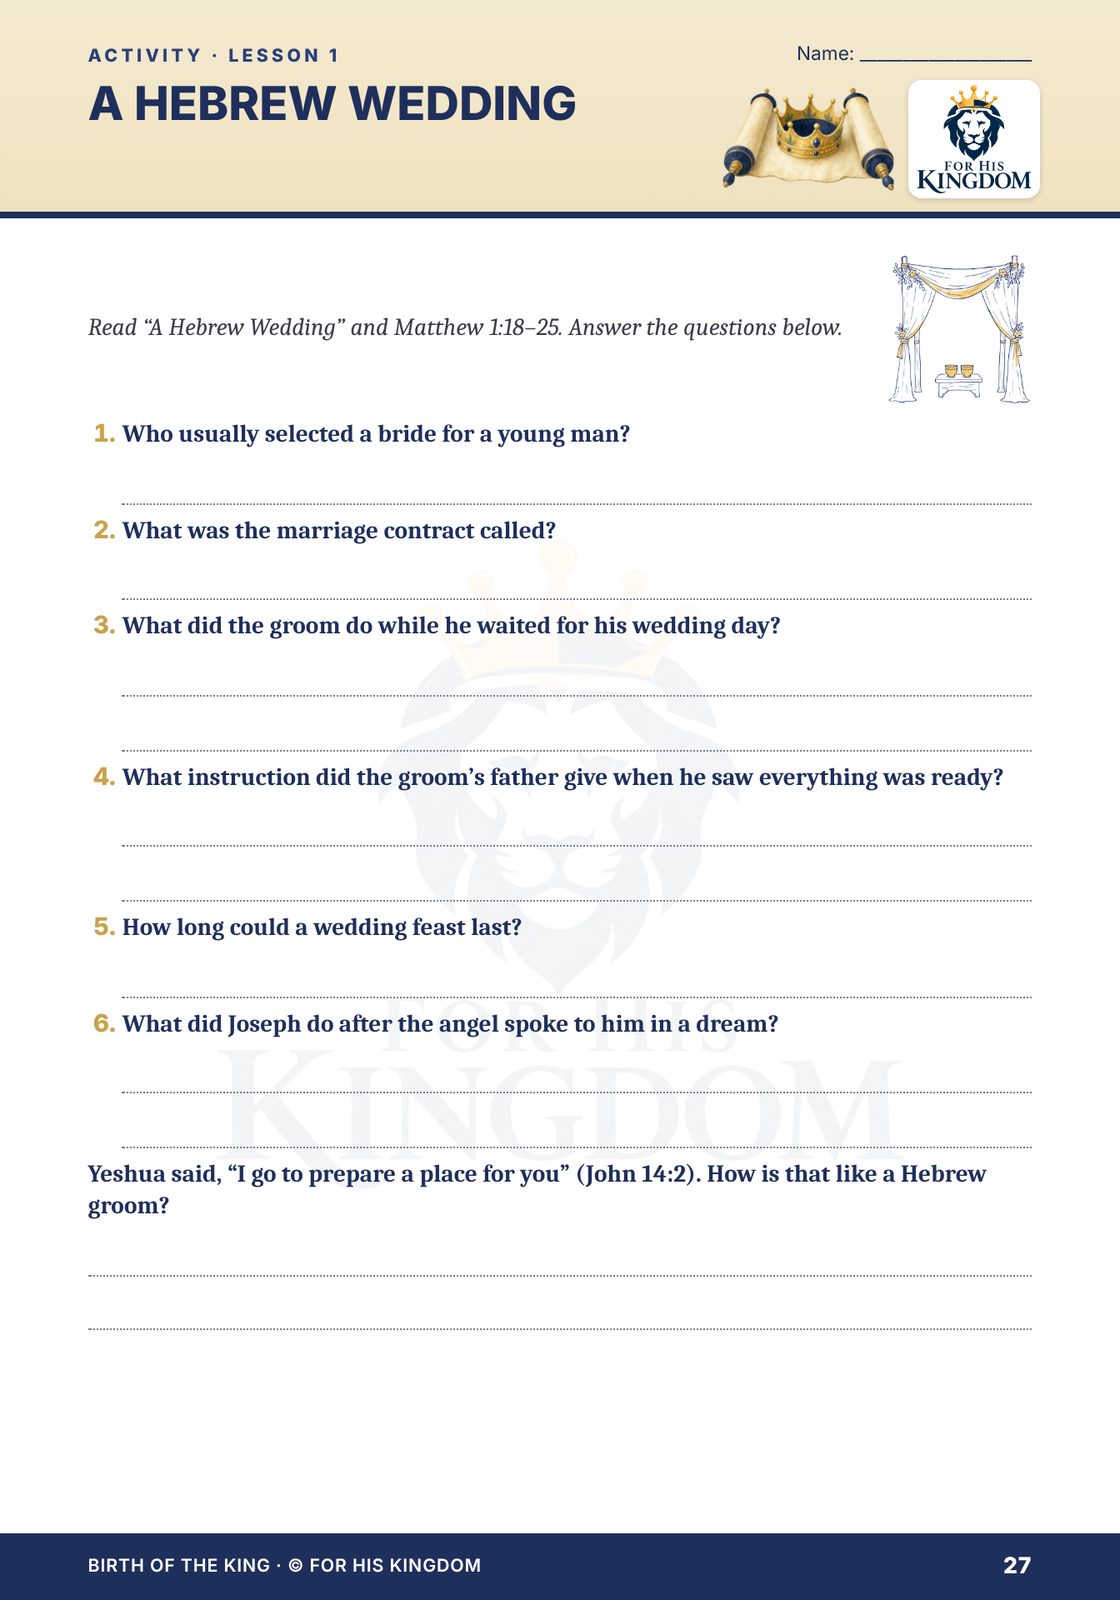 ACTIVITY · LESSON 1
Name: ___________________
A HEBREW WEDDING
FOR HIS
KINGDOM
Read “A Hebrew Wedding” and Matthew 1:18–25. Answer the questions below.
1. Who usually selected a bride for a young man?
2. What was the marriage contract called?
3. What did the groom do while he waited for his wedding day?
4. What instruction did the groom’s father give when he saw everything was ready?
5. How long could a wedding feast last?
FOR HIS
6. What did Joseph do after the angel spoke to him in a dream?
KINGDOM
Yeshua said, “I go to prepare a place for you” (John 14:2). How is that like a Hebrew
groom?
BIRTH OF THE KING · © FOR HIS KINGDOM
27